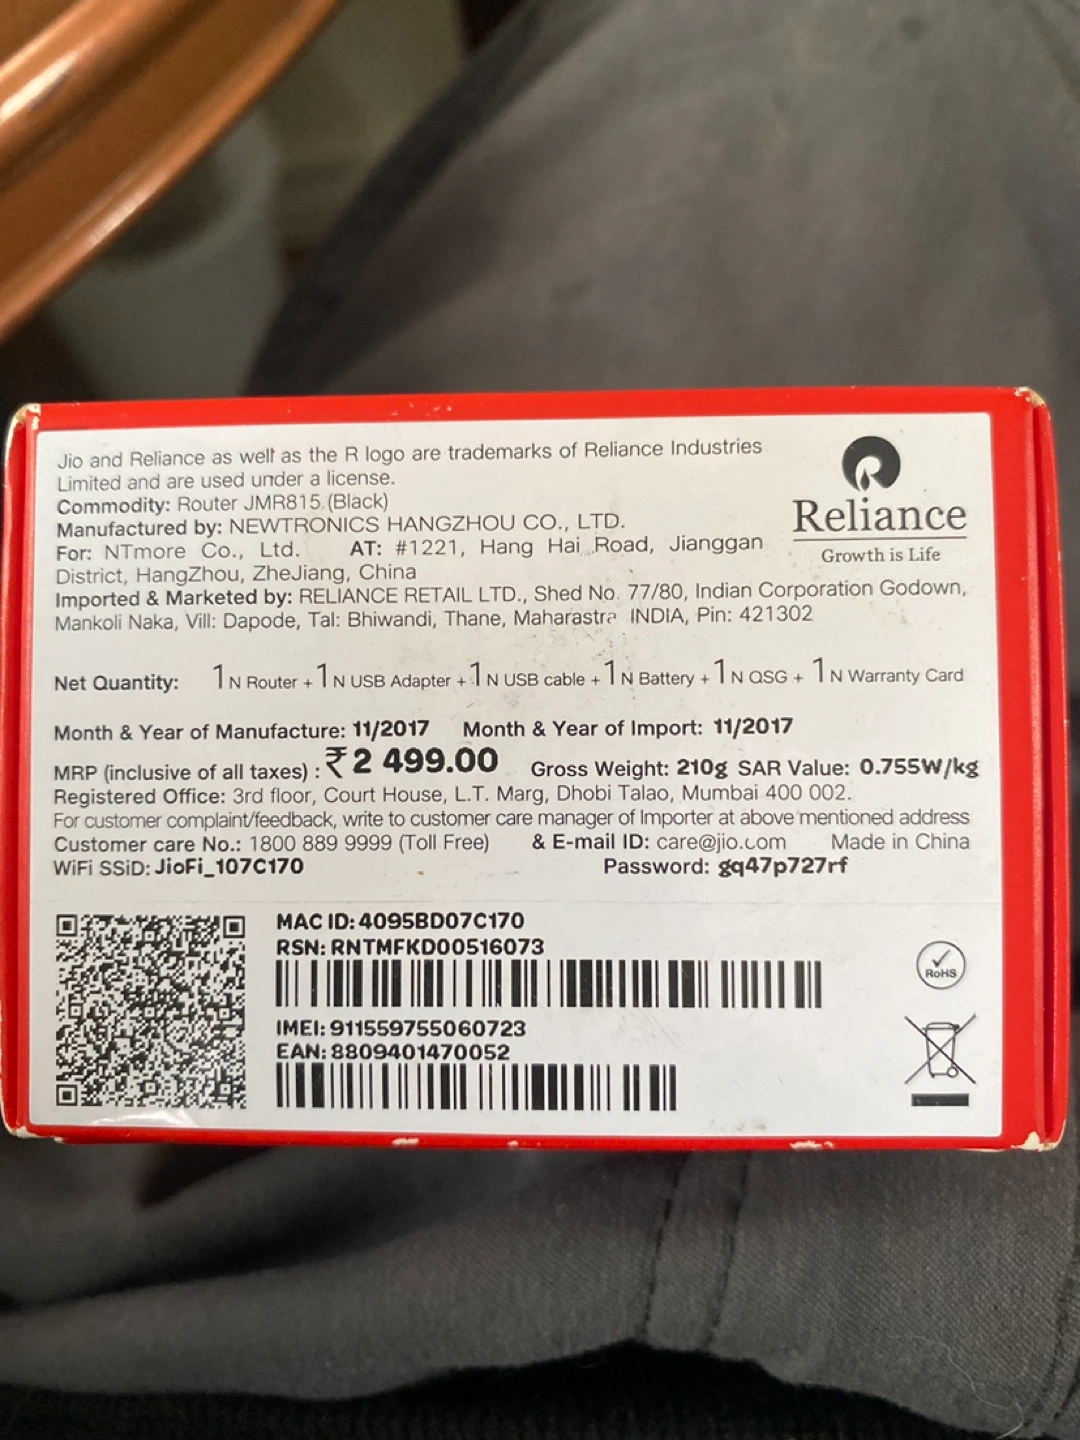 Jio and Reliance as well as the R logo are trademarks of Reliance Industries
Limited and are used under a license.
Commodity: Router JMR815 (Black)
Manufactured by: NEWTRONICS HANGZHOU CO., LTD.
For: NTmore Co., Ltd. AT: #1221, Hang Hai Road, Jianggan
District, HangZhou, ZheJiang, China
Imported & Marketed by: RELIANCE RETAIL LTD., Shed No. 77/80, Indian Corporation Godown,
Mankoli Naka, Vill: Dapode, Tal: Bhiwandi, Thane, Maharastra INDIA, Pin: 421302
Reliance
Growth is Life
Net Quantity: 1N Router + 1N USB Adapter + 1N USB cable + 1N Battery + 1N QSG + 1N Warranty Card
Month & Year of Manufacture: 11/2017 Month & Year of Import: 11/2017
MRP (inclusive of all taxes) : ₹2 499.00 Gross Weight: 210g SAR Value: 0.755W/kg
Registered Office: 3rd floor, Court House, L.T. Marg, Dhobi Talao, Mumbai 400 002.
For customer complaint/feedback, write to customer care manager of Importer at above mentioned address
Customer care No.: 1800 889 9999 (Toll Free) & E-mail ID: care@jio.com Made in China
WiFi SSiD: JioFi_107C170 Password: gq47p727rf
MAC ID: 4095BD07C170
RSN: RNTMFKD00516073
IMEI: 911559755060723
EAN: 8809401470052
RoHS